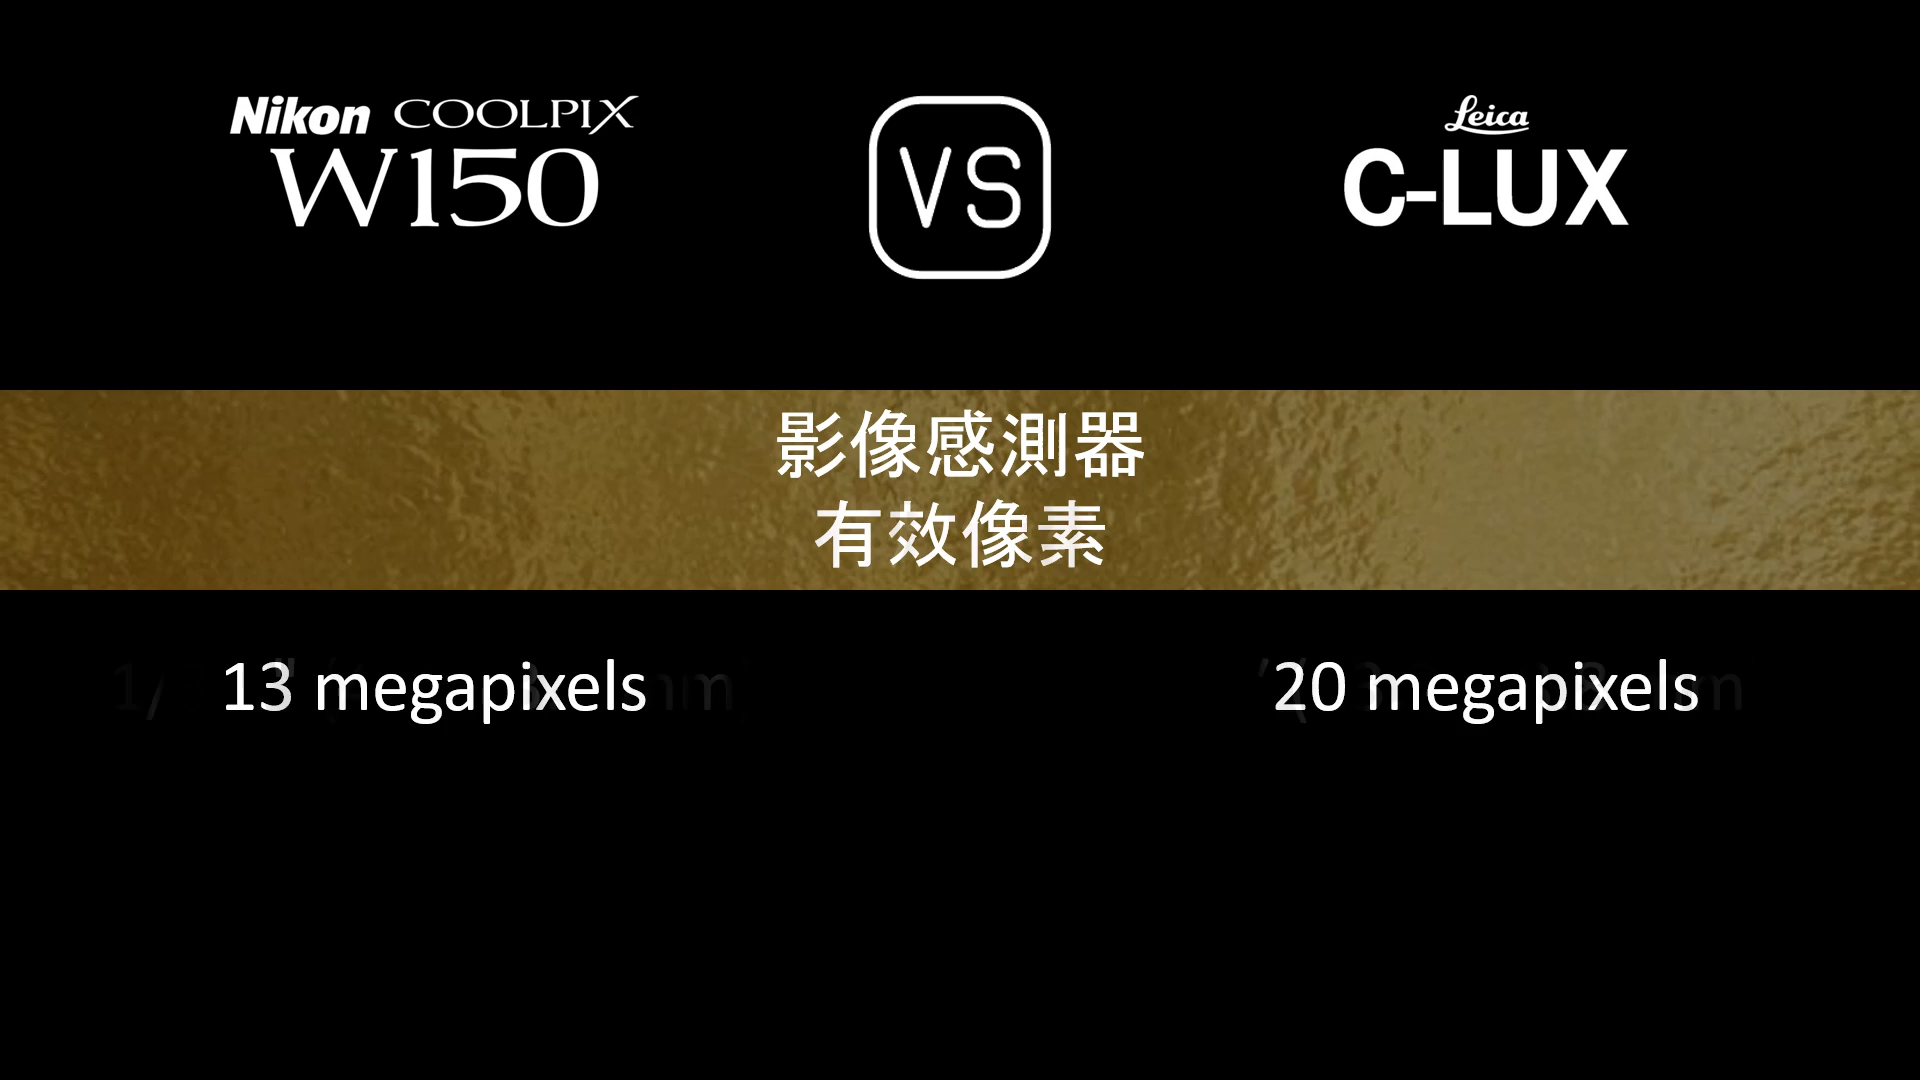 Nikon COOLPIX
W150
VS
Leica
C-LUX
影像感測器
有效像素
13 megapixels
20 megapixels